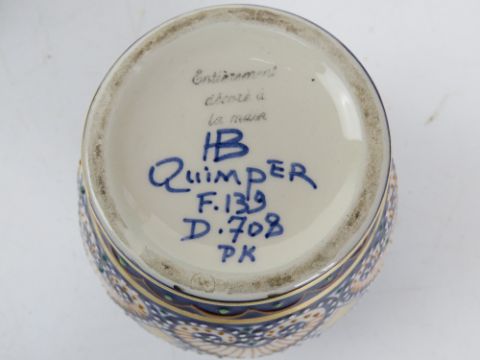 Entièrement
décoré à
la main
HB
QUIMPER
F.139
D.708
PK